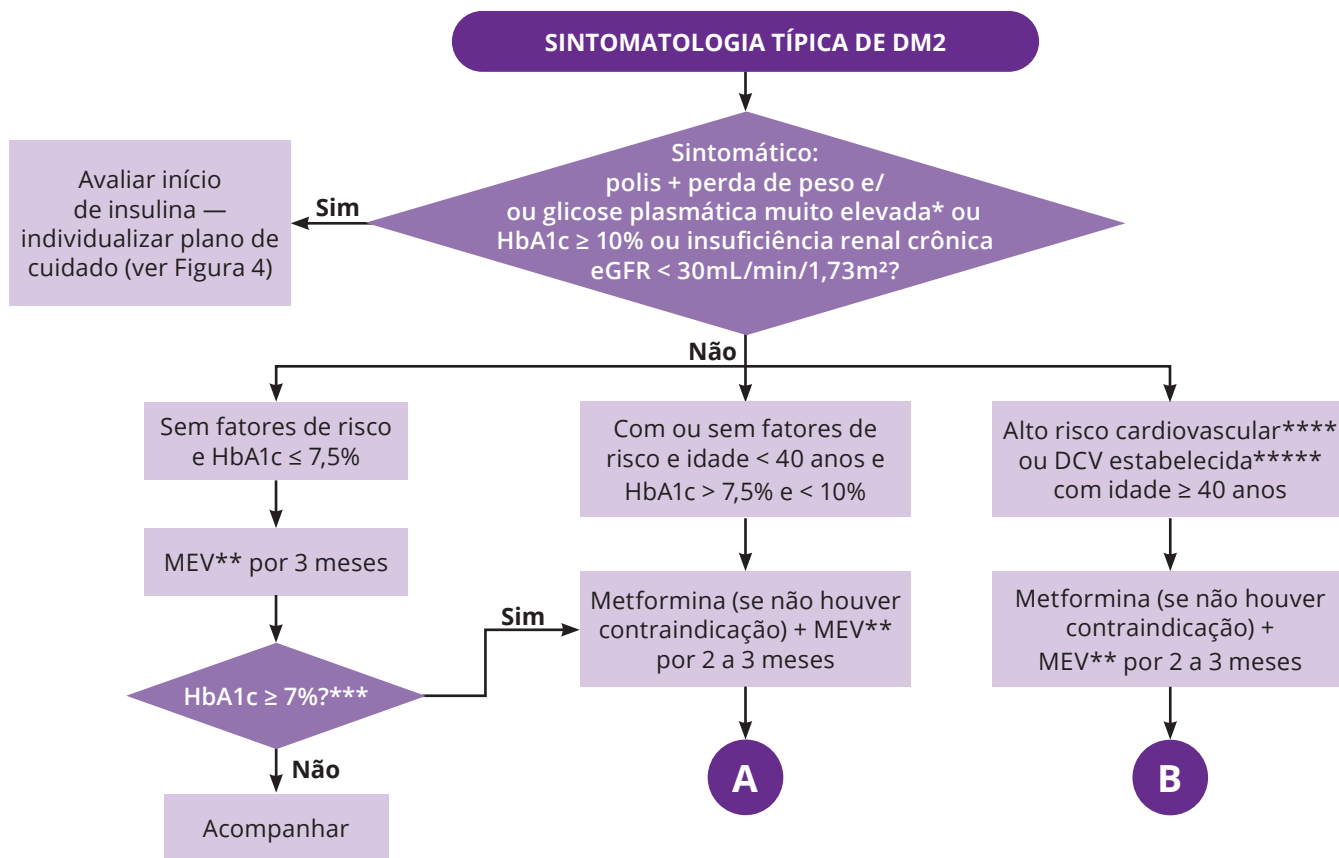 SINTOMATOLOGIA TÍPICA DE DM2
Sintomático:
polis + perda de peso e/
ou glicose plasmática muito elevada* ou
HbA1c ≥ 10% ou insuficiência renal crônica
eGFR < 30mL/min/1,73m²?
Sim
Avaliar início
de insulina —
individualizar plano de
cuidado (ver Figura 4)
Não
Sem fatores de risco
e HbA1c ≤ 7,5%
MEV** por 3 meses
HbA1c ≥ 7%?***
Sim
Não
Acompanhar
Com ou sem fatores de
risco e idade < 40 anos e
HbA1c > 7,5% e < 10%
Metformina (se não houver
contraindicação) + MEV**
por 2 a 3 meses
A
Alto risco cardiovascular****
ou DCV estabelecida*****
com idade ≥ 40 anos
Metformina (se não houver
contraindicação) +
MEV** por 2 a 3 meses
B